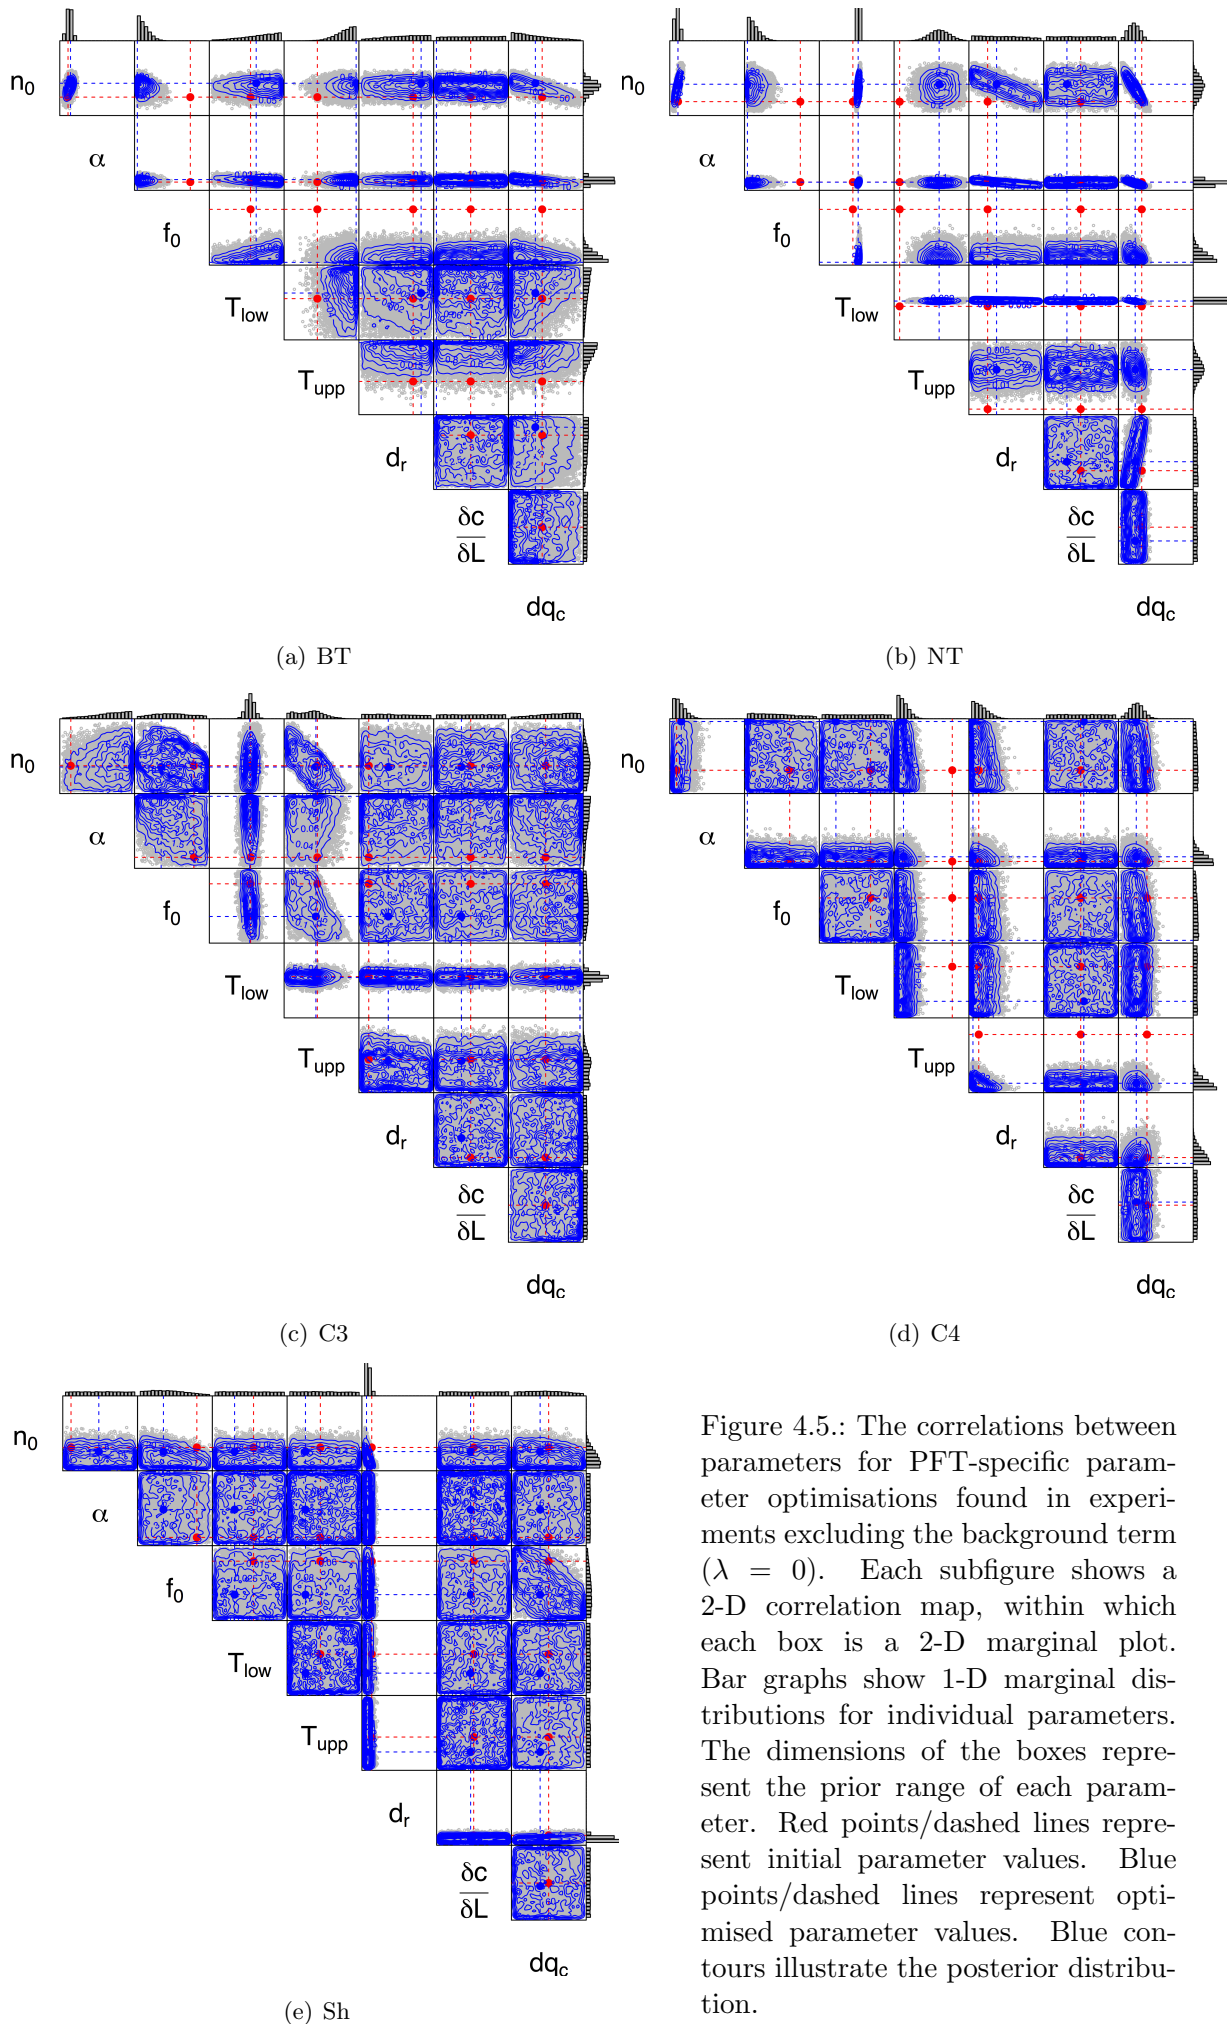 n0
α
f0
Tlow
Tupp
dr
δc
δL
dqc
(a) BT
n0
α
f0
Tlow
Tupp
dr
δc
δL
dqc
(b) NT
n0
α
f0
Tlow
Tupp
dr
δc
δL
dqc
(c) C3
n0
α
f0
Tlow
Tupp
dr
δc
δL
dqc
(d) C4
n0
α
f0
Tlow
Tupp
dr
δc
δL
dqc
(e) Sh
Figure 4.5.: The correlations between
parameters for PFT-specific param-
eter optimisations found in experi-
ments excluding the background term
(λ = 0). Each subfigure shows a
2-D correlation map, within which
each box is a 2-D marginal plot.
Bar graphs show 1-D marginal dis-
tributions for individual parameters.
The dimensions of the boxes repre-
sent the prior range of each param-
eter. Red points/dashed lines repre-
sent initial parameter values. Blue
points/dashed lines represent opti-
mised parameter values. Blue con-
tours illustrate the posterior distribu-
tion.